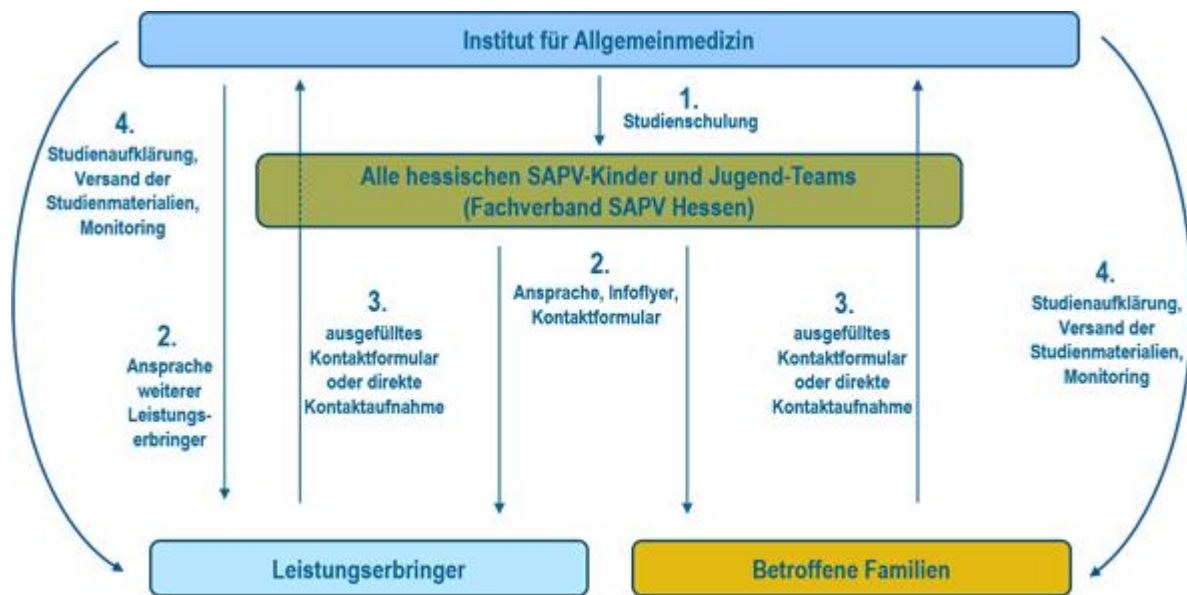 Institut für Allgemeinmedizin
1.
Studienschulung
4.
Studienaufklärung,
Versand der
Studienmaterialien,
Monitoring
Alle hessischen SAPV-Kinder und Jugend-Teams
(Fachverband SAPV Hessen)
2.
Ansprache
weiterer
Leistungs-
erbringer
3.
ausgefülltes
Kontaktformular
oder direkte
Kontaktaufnahme
2.
Ansprache, Infoflyer,
Kontaktformular
3.
ausgefülltes
Kontaktformular
oder direkte
Kontaktaufnahme
4.
Studienaufklärung,
Versand der
Studienmaterialien,
Monitoring
Leistungserbringer
Betroffene Familien